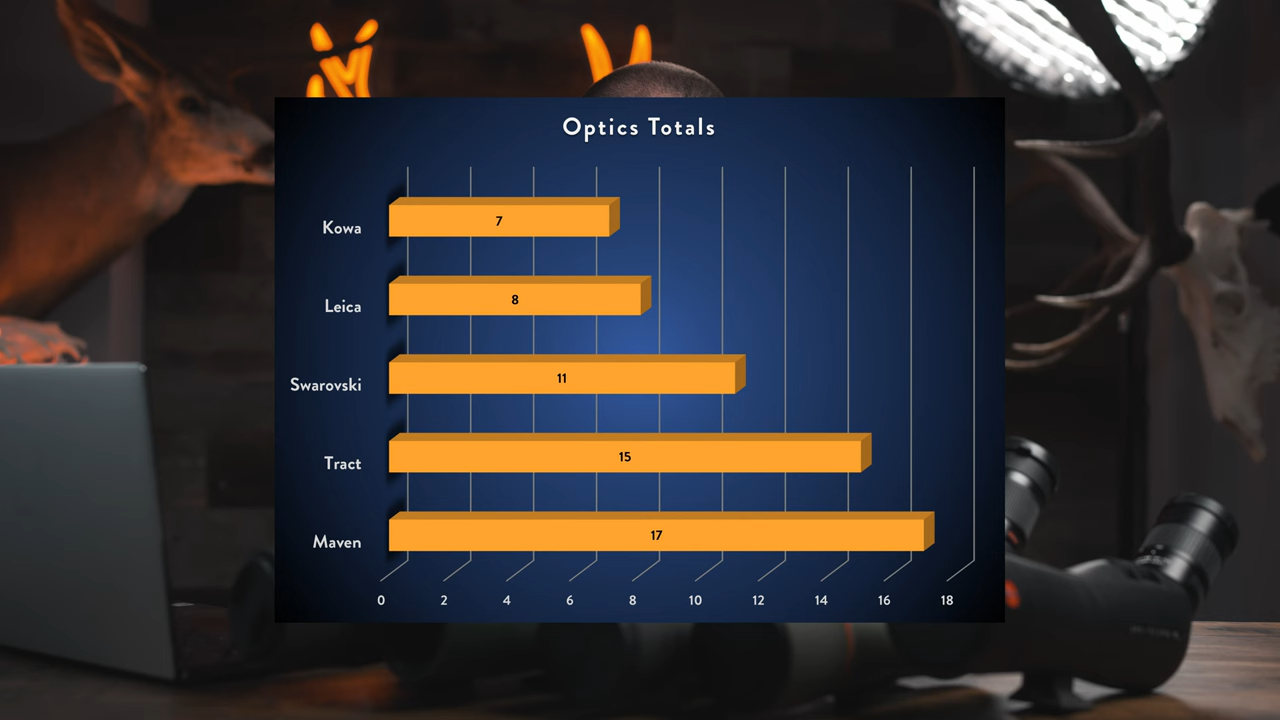 Optics Totals
Kowa
7
Leica
8
Swarovski
11
Tract
15
Maven
17
0 2 4 6 8 10 12 14 16 18